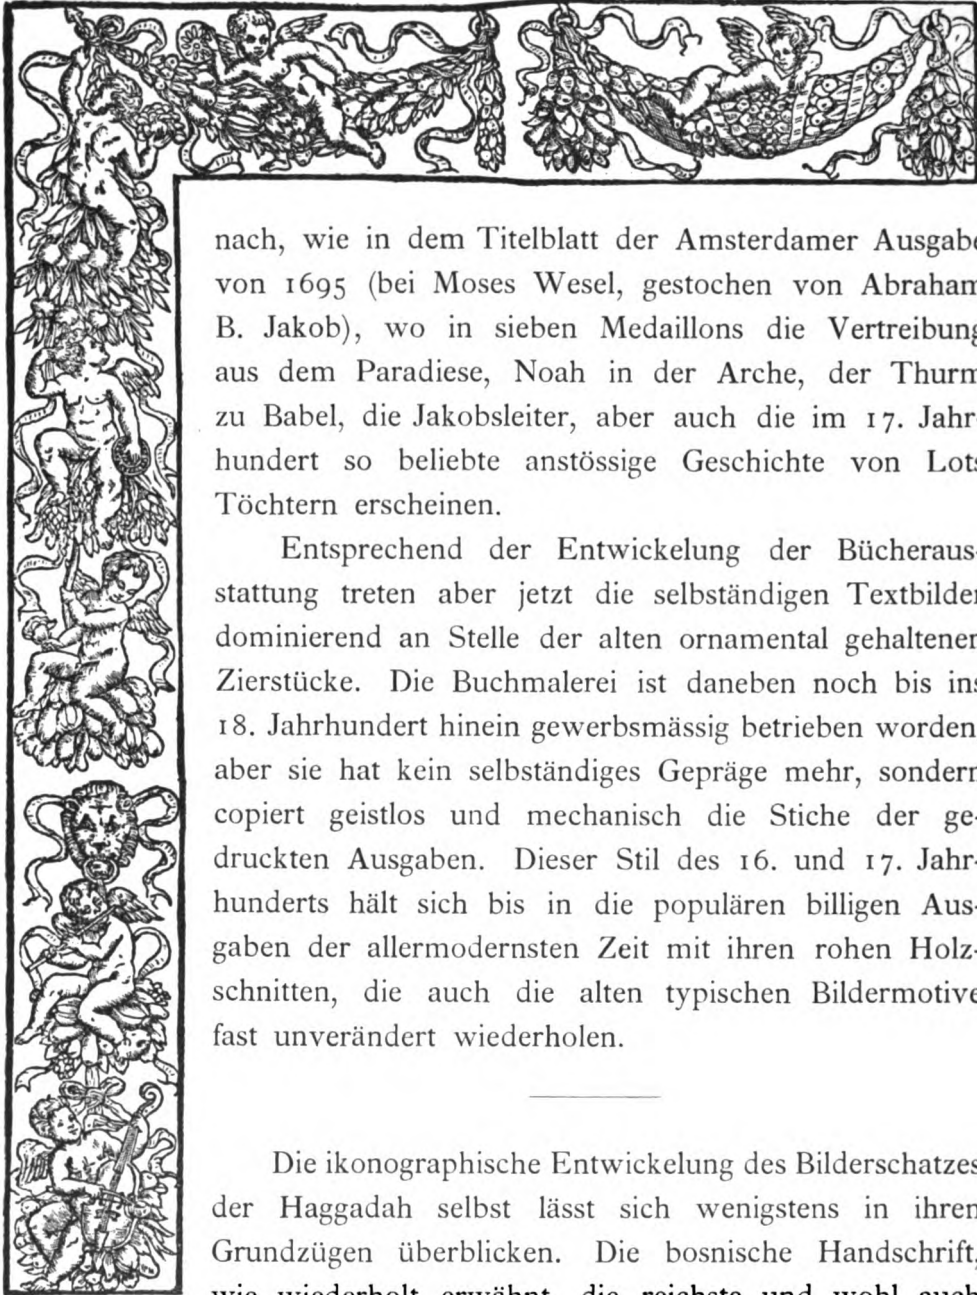 nach, wie in dem Titelblatt der Amsterdamer Ausgabe
von 1695 (bei Moses Wesel, gestochen von Abraham
B. Jakob), wo in sieben Medaillons die Vertreibung
aus dem Paradiese, Noah in der Arche, der Thurm
zu Babel, die Jakobsleiter, aber auch die im 17. Jahr-
hundert so beliebte anstössige Geschichte von Lots
Töchtern erscheinen.
Entsprechend der Entwickelung der Bücheraus-
stattung treten aber jetzt die selbständigen Textbilder
dominierend an Stelle der alten ornamental gehaltenen
Zierstücke. Die Buchmalerei ist daneben noch bis ins
18. Jahrhundert hinein gewerbsmässig betrieben worden
aber sie hat kein selbständiges Gepräge mehr, sondern
copiert geistlos und mechanisch die Stiche der ge-
druckten Ausgaben. Dieser Stil des 16. und 17. Jahr-
hunderts hält sich bis in die populären billigen Aus-
gaben der allermodernsten Zeit mit ihren rohen Holz-
schnitten, die auch die alten typischen Bildermotive
fast unverändert wiederholen.
Die ikonographische Entwickelung des Bilderschatzes
der Haggadah selbst lässt sich wenigstens in ihren
Grundzügen überblicken. Die bosnische Handschrift,
wie wiederholt erwähnt, die reichste und wohl auch